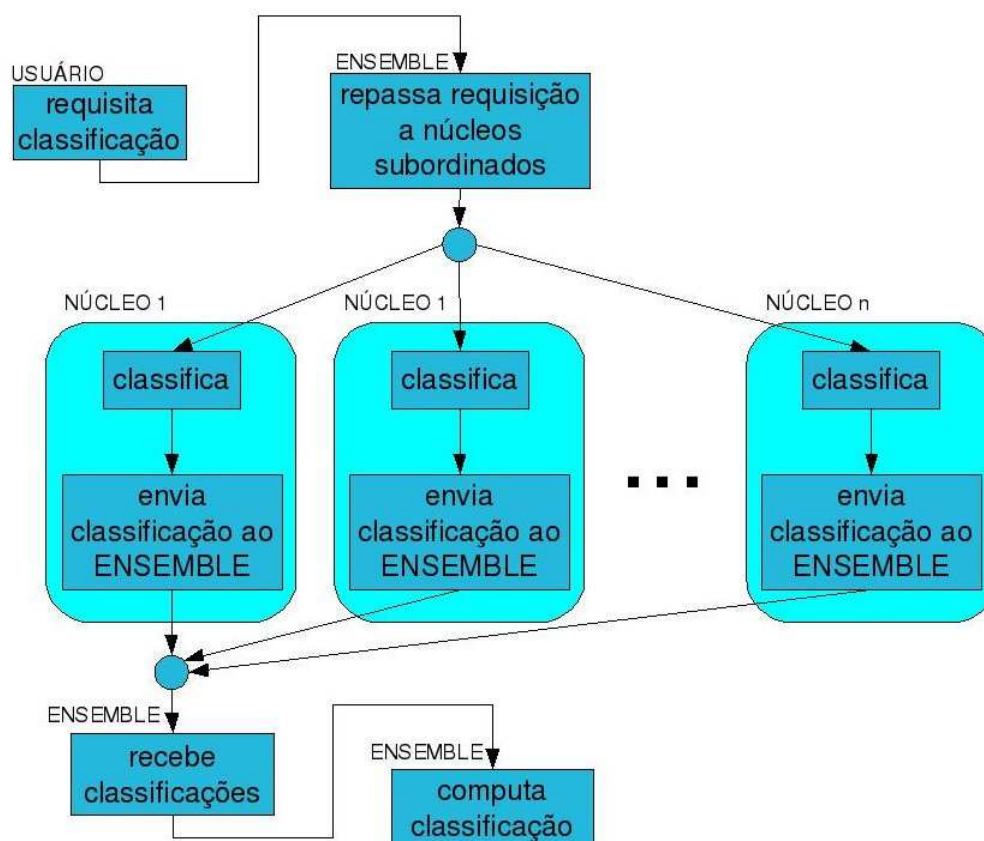 USUÁRIO
requisita
classificação
ENSEMBLE
repassa requisição
a núcleos
subordinados
NÚCLEO 1
classifica
envia
classificação ao
ENSEMBLE
NÚCLEO 1
classifica
envia
classificação ao
ENSEMBLE
...
NÚCLEO n
classifica
envia
classificação ao
ENSEMBLE
ENSEMBLE
recebe
classificações
ENSEMBLE
computa
classificação